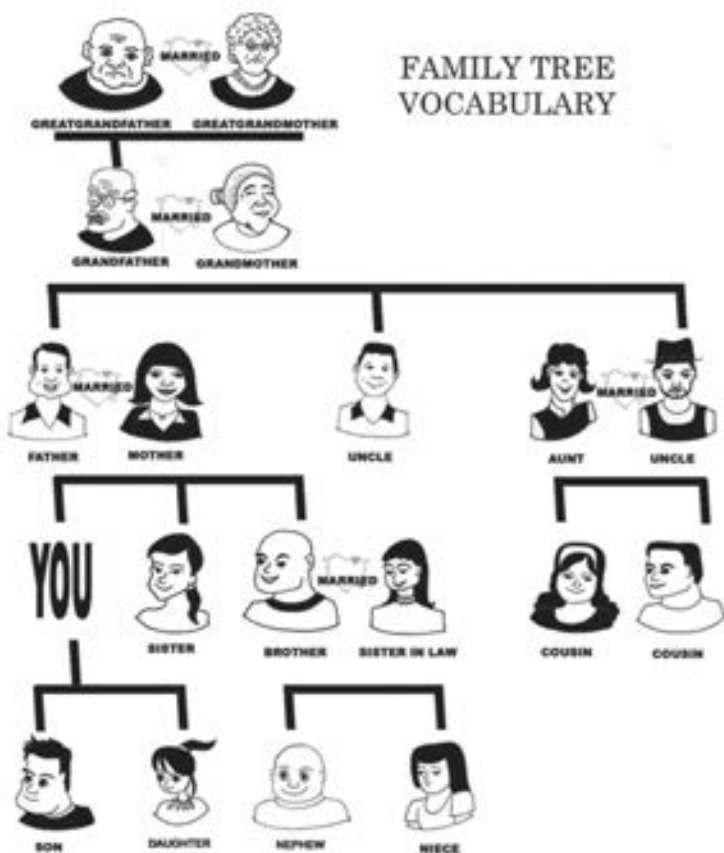 FAMILY TREE
VOCABULARY
MARRIED
GREATGRANDFATHER GREATGRANDMOTHER
MARRIED
GRANDFATHER GRANDMOTHER
MARRIED MARRIED
FATHER MOTHER UNCLE AUNT UNCLE
YOU MARRIED
SISTER BROTHER SISTER IN LAW COUSIN COUSIN
SON DAUGHTER NEPHEW NIECE